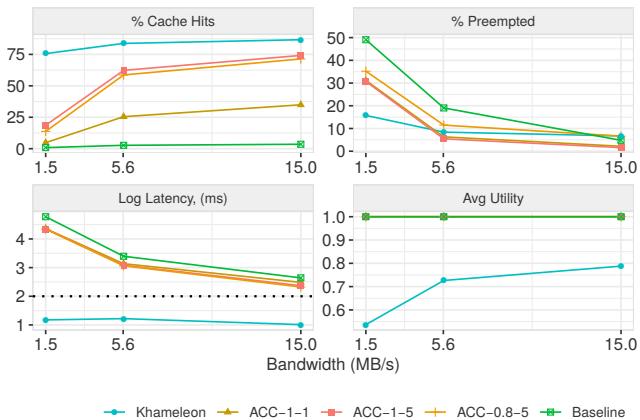 % Cache Hits
% Preempted
75
50
25
0
50
40
30
20
10
0
1.5 5.6 15.0
1.5 5.6 15.0
Log Latency, (ms)
Avg Utility
4
3
2
1
1.0
0.9
0.8
0.7
0.6
1.5 5.6 15.0
1.5 5.6 15.0
Bandwidth (MB/s)
Khameleon ACC−1−1 ACC−1−5 ACC−0.8−5 Baseline